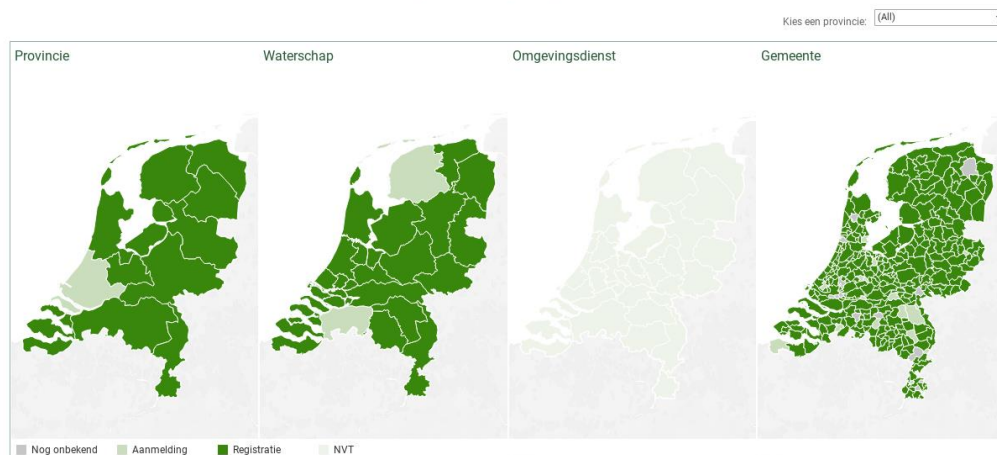 Kies een provincie: (All)
Provincie Waterschap Omgevingsdienst Gemeente
Nog onbekend Aanmelding Registratie NVT